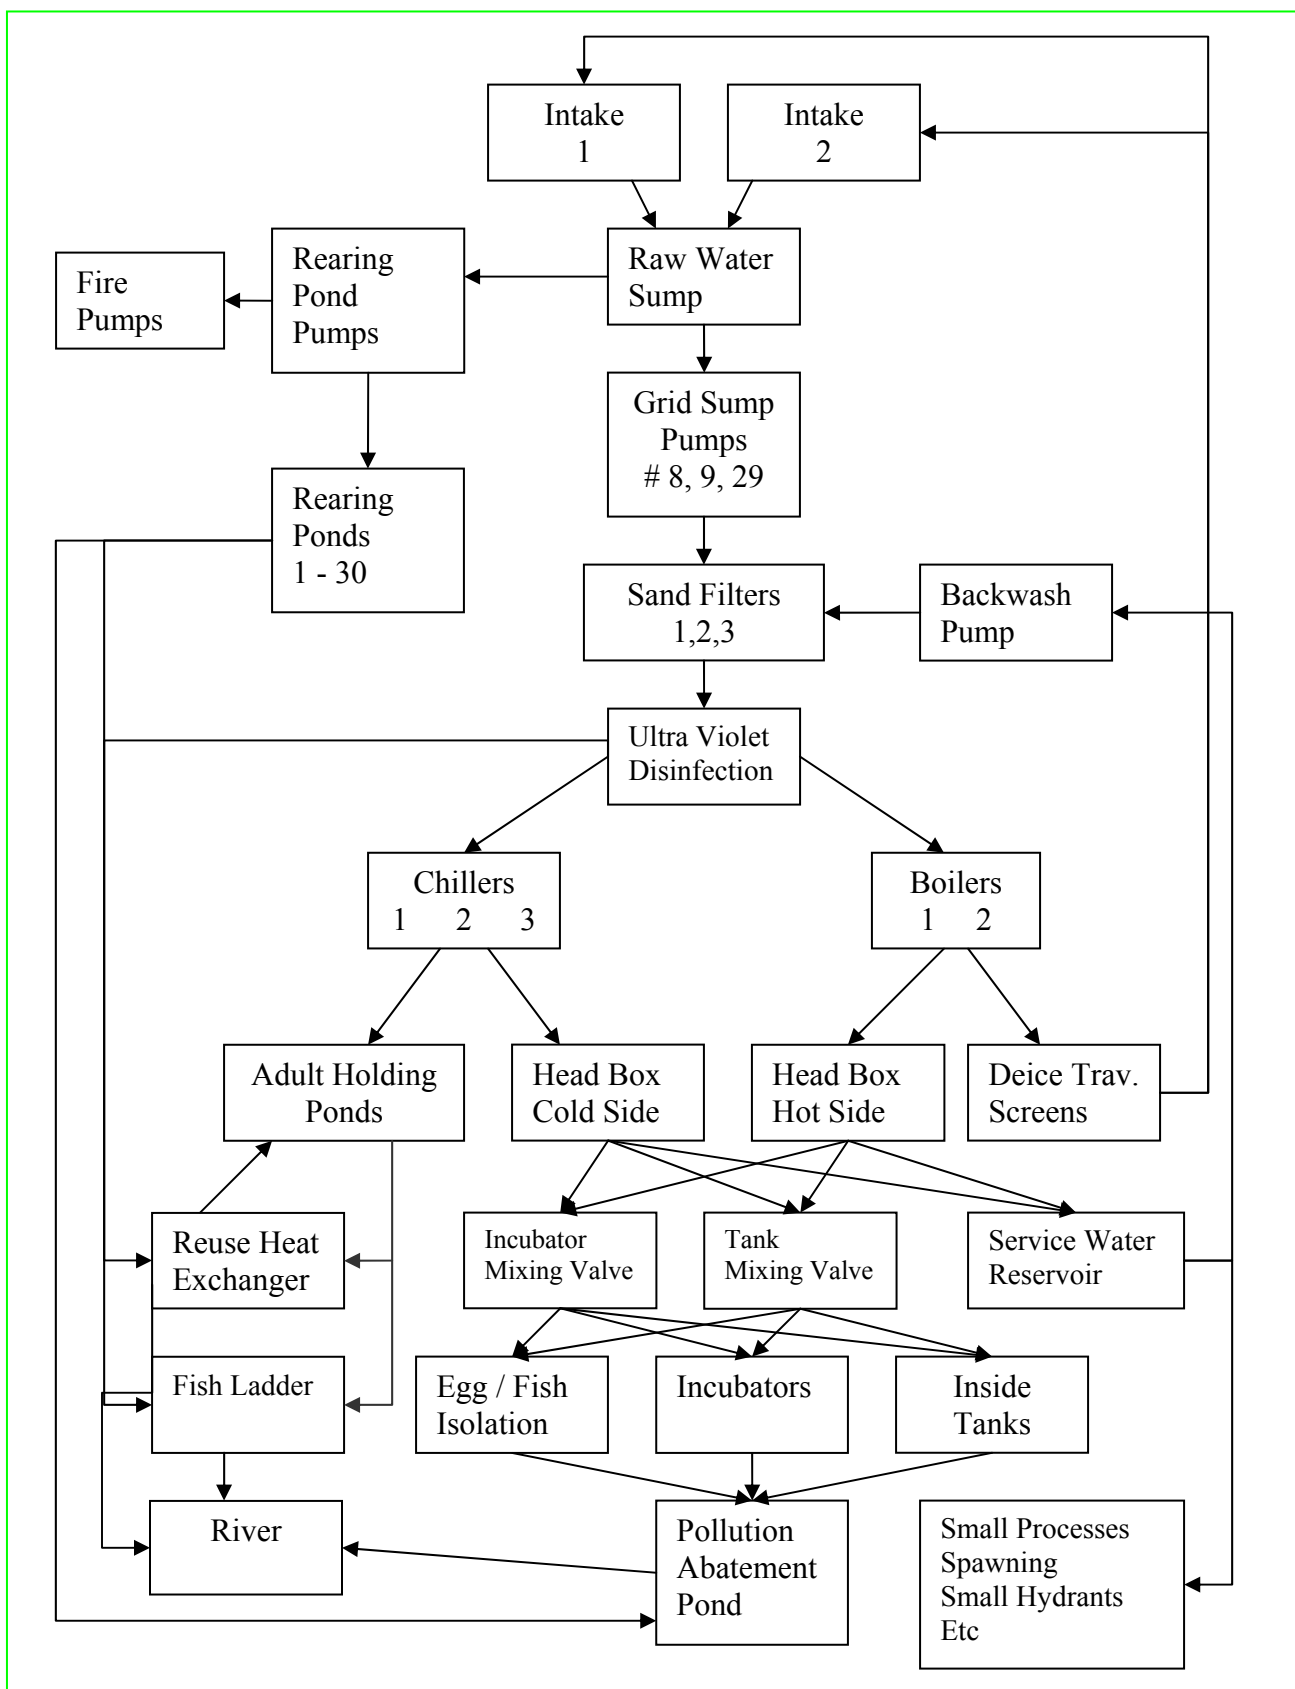 Intake
1
Intake
2
Fire
Pumps
Rearing
Pond
Pumps
Raw Water
Sump
Grid Sump
Pumps
# 8, 9, 29
Rearing
Ponds
1 - 30
Sand Filters
1,2,3
Backwash
Pump
Ultra Violet
Disinfection
Chillers
1 2 3
Boilers
1 2
Adult Holding
Ponds
Head Box
Cold Side
Head Box
Hot Side
Deice Trav.
Screens
Reuse Heat
Exchanger
Incubator
Mixing Valve
Tank
Mixing Valve
Service Water
Reservoir
Fish Ladder
Egg / Fish
Isolation
Incubators
Inside
Tanks
River
Pollution
Abatement
Pond
Small Processes
Spawning
Small Hydrants
Etc